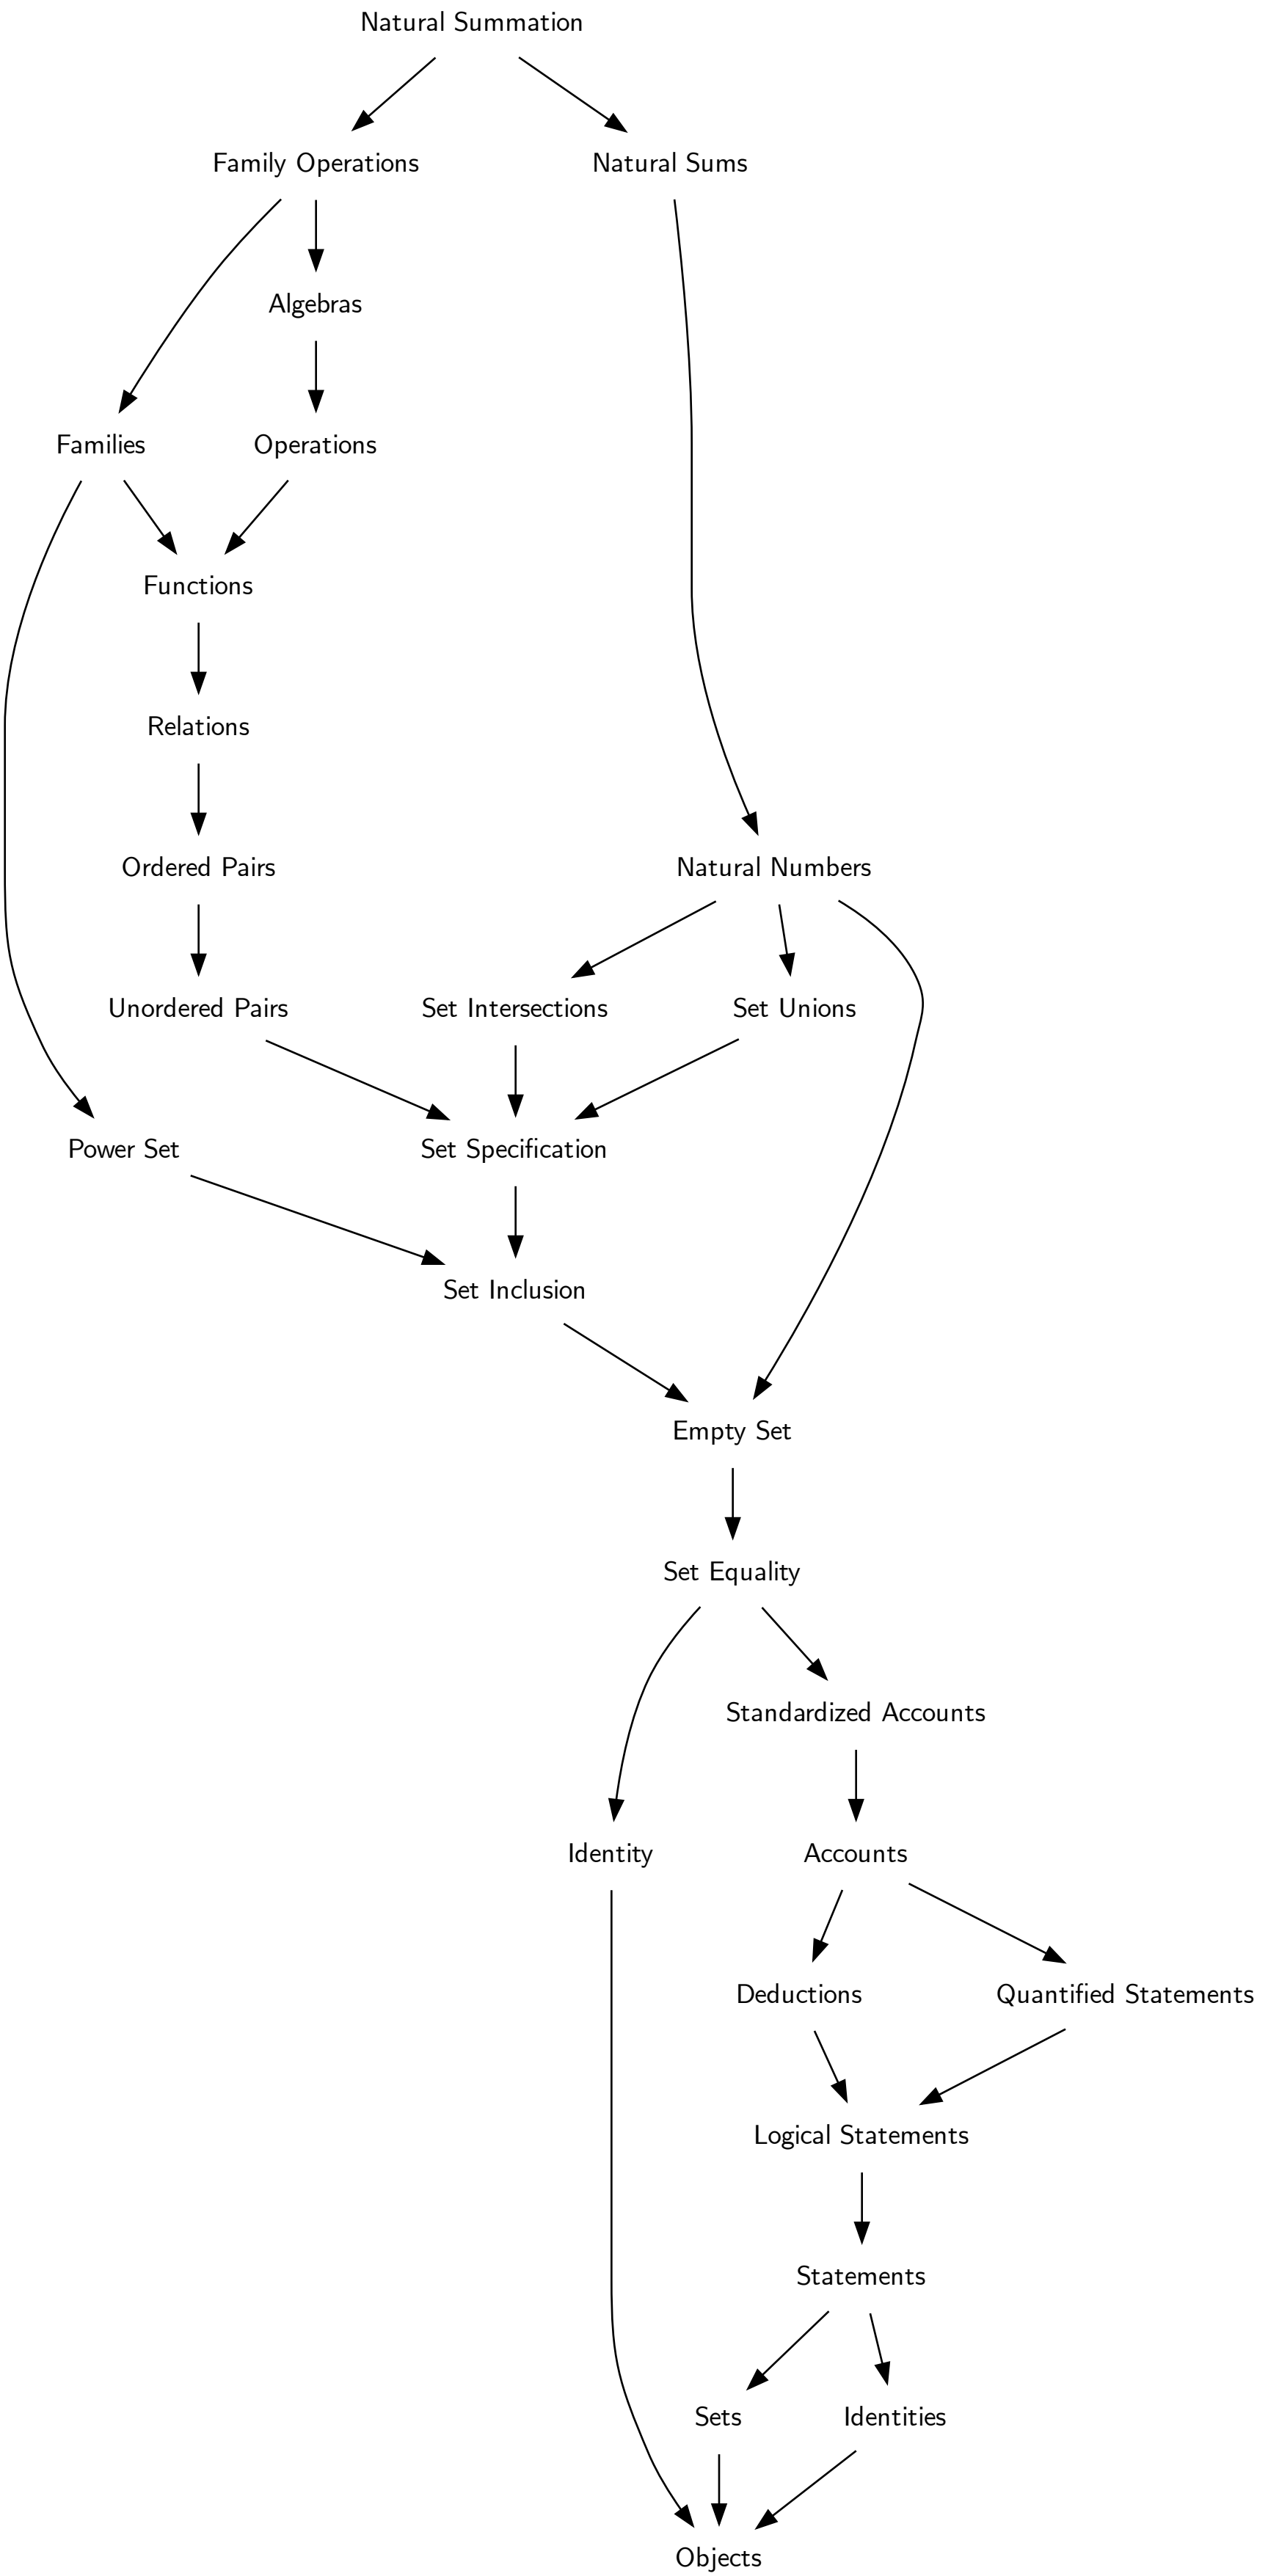 Natural Summation
Family Operations
Natural Sums
Algebras
Families
Operations
Functions
Relations
Ordered Pairs
Natural Numbers
Unordered Pairs
Set Intersections
Set Unions
Power Set
Set Specification
Set Inclusion
Empty Set
Set Equality
Standardized Accounts
Identity
Accounts
Deductions
Quantified Statements
Logical Statements
Statements
Sets
Identities
Objects